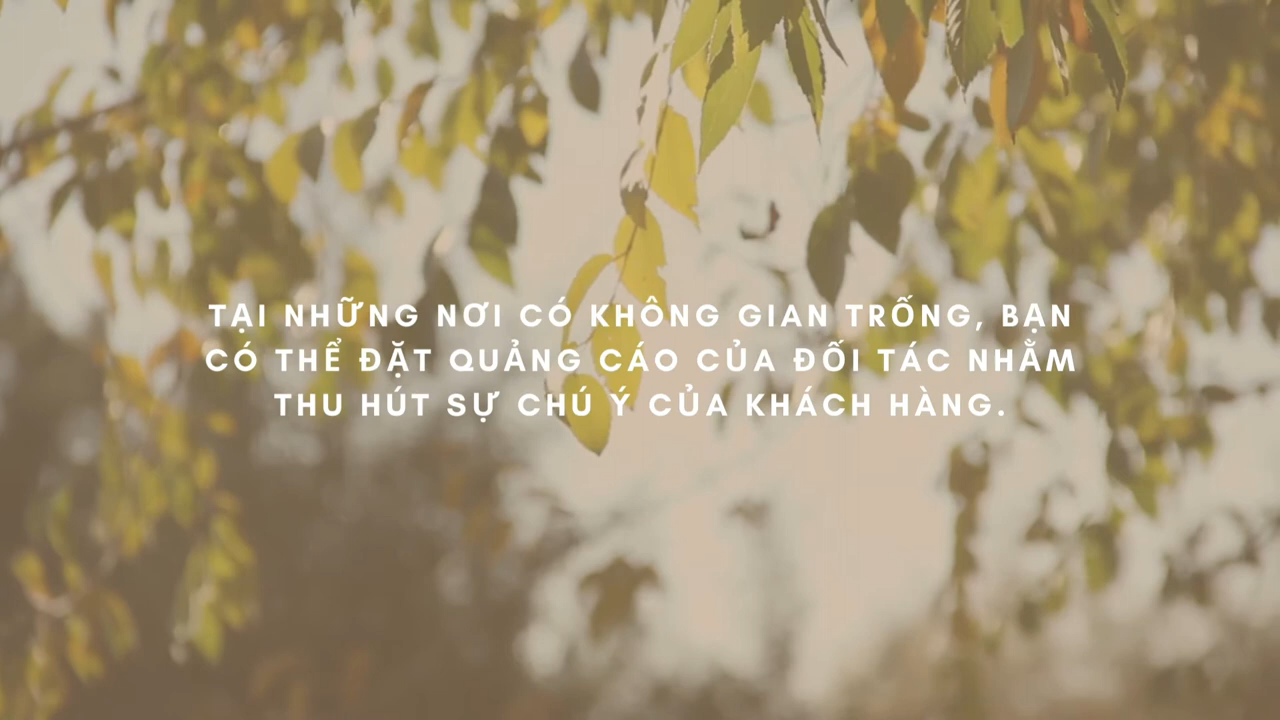 TẠI NHỮNG NƠI CÓ KHÔNG GIAN TRỐNG, BẠN
CÓ THỂ ĐẶT QUẢNG CÁO CỦA ĐỐI TÁC NHẰM
THU HÚT SỰ CHÚ Ý CỦA KHÁCH HÀNG.